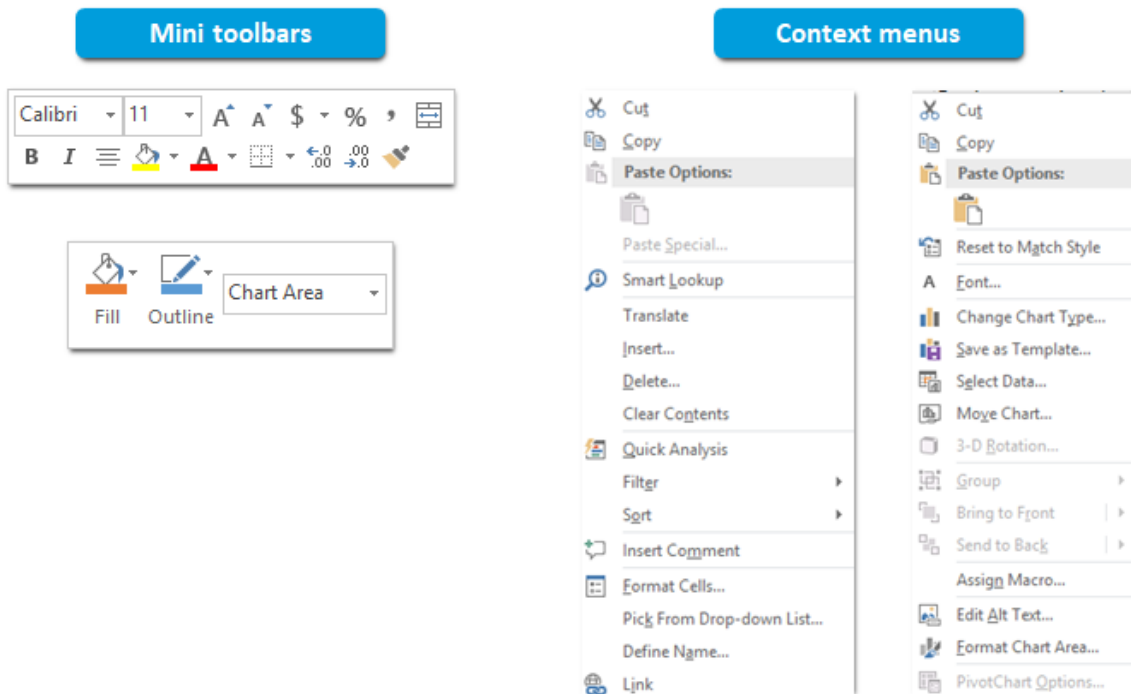 Mini toolbars
Calibri 11 A A $ % ,
B I A .0 .00 .00 .0
Fill Outline Chart Area
Context menus
Cut
Copy
Paste Options:
Paste Special...
Smart Lookup
Translate
Insert...
Delete...
Clear Contents
Quick Analysis
Filter
Sort
Insert Comment
Format Cells...
Pick From Drop-down List...
Define Name...
Link
Cut
Copy
Paste Options:
Reset to Match Style
A Font...
Change Chart Type...
Save as Template...
Select Data...
Move Chart...
3-D Rotation...
Group
Bring to Front
Send to Back
Assign Macro...
Edit Alt Text...
Format Chart Area...
PivotChart Options...